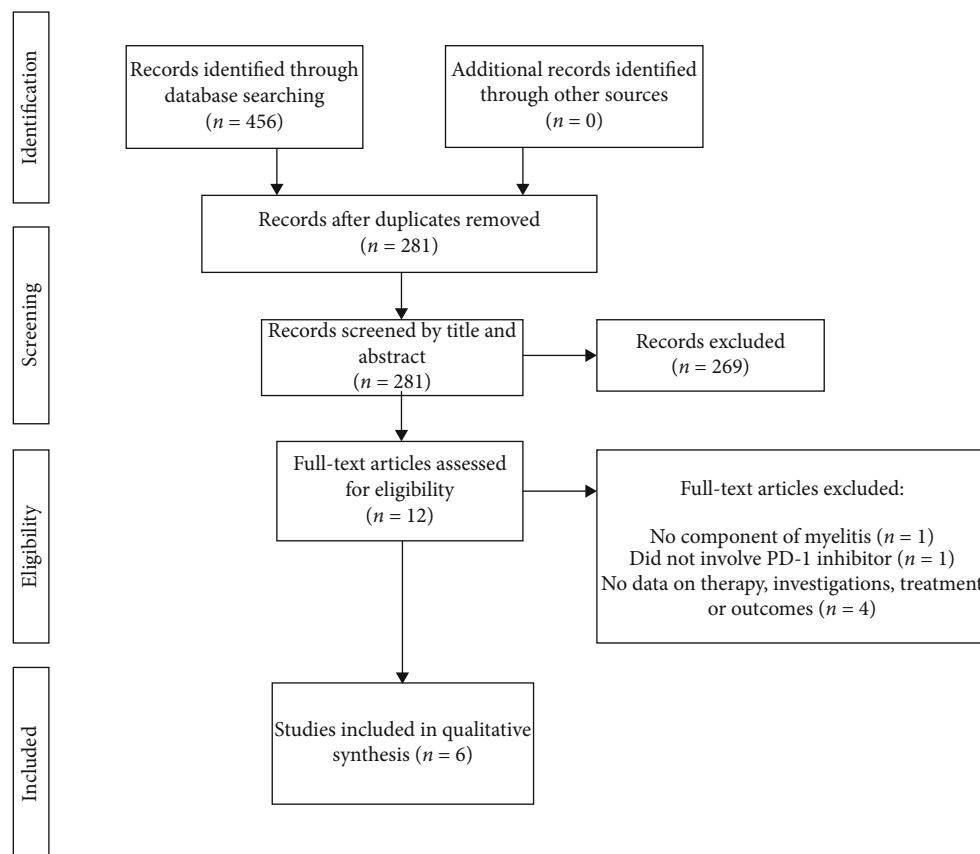 Identification
Records identified through
database searching
(n = 456)
Additional records identified
through other sources
(n = 0)
Records after duplicates removed
(n = 281)
Screening
Records screened by title and
abstract
(n = 281)
Records excluded
(n = 269)
Eligibility
Full-text articles assessed
for eligibility
(n = 12)
Full-text articles excluded:
No component of myelitis (n = 1)
Did not involve PD-1 inhibitor (n = 1)
No data on therapy, investigations, treatment
or outcomes (n = 4)
Included
Studies included in qualitative
synthesis (n = 6)